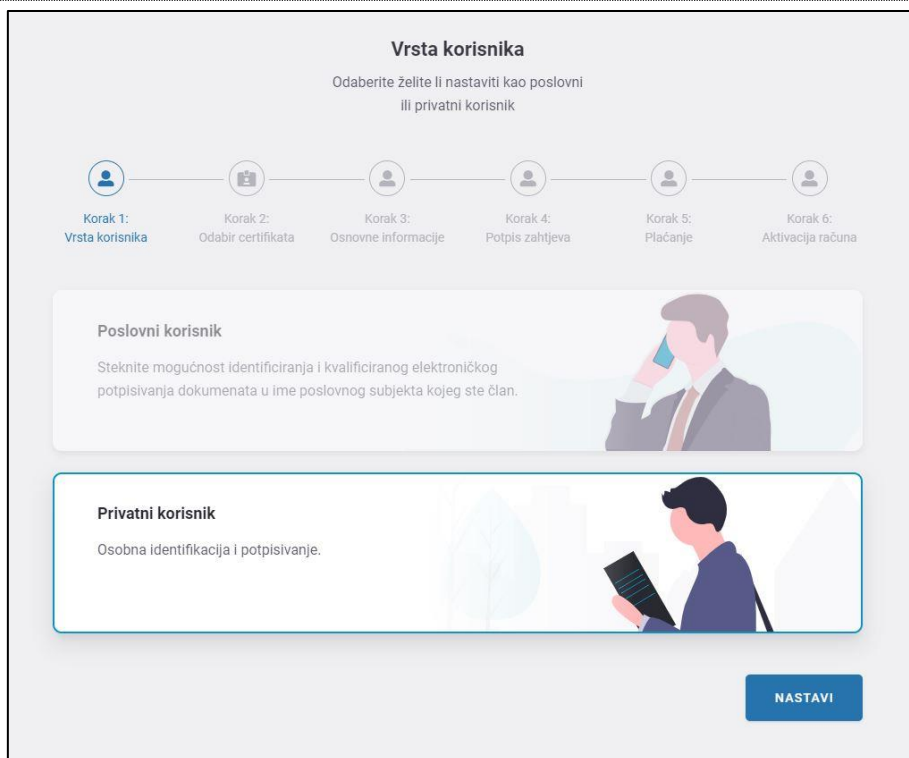 Vrsta korisnika
Odaberite želite li nastaviti kao poslovni
ili privatni korisnik
Korak 1:
Vrsta korisnika
Korak 2:
Odabir certifikata
Korak 3:
Osnovne informacije
Korak 4:
Potpis zahtjeva
Korak 5:
Plaćanje
Korak 6:
Aktivacija računa
Poslovni korisnik
Steknite mogućnost identificiranja i kvalificiranog elektroničkog
potpisivanja dokumenata u ime poslovnog subjekta kojeg ste član.
Privatni korisnik
Osobna identifikacija i potpisivanje.
NASTAVI